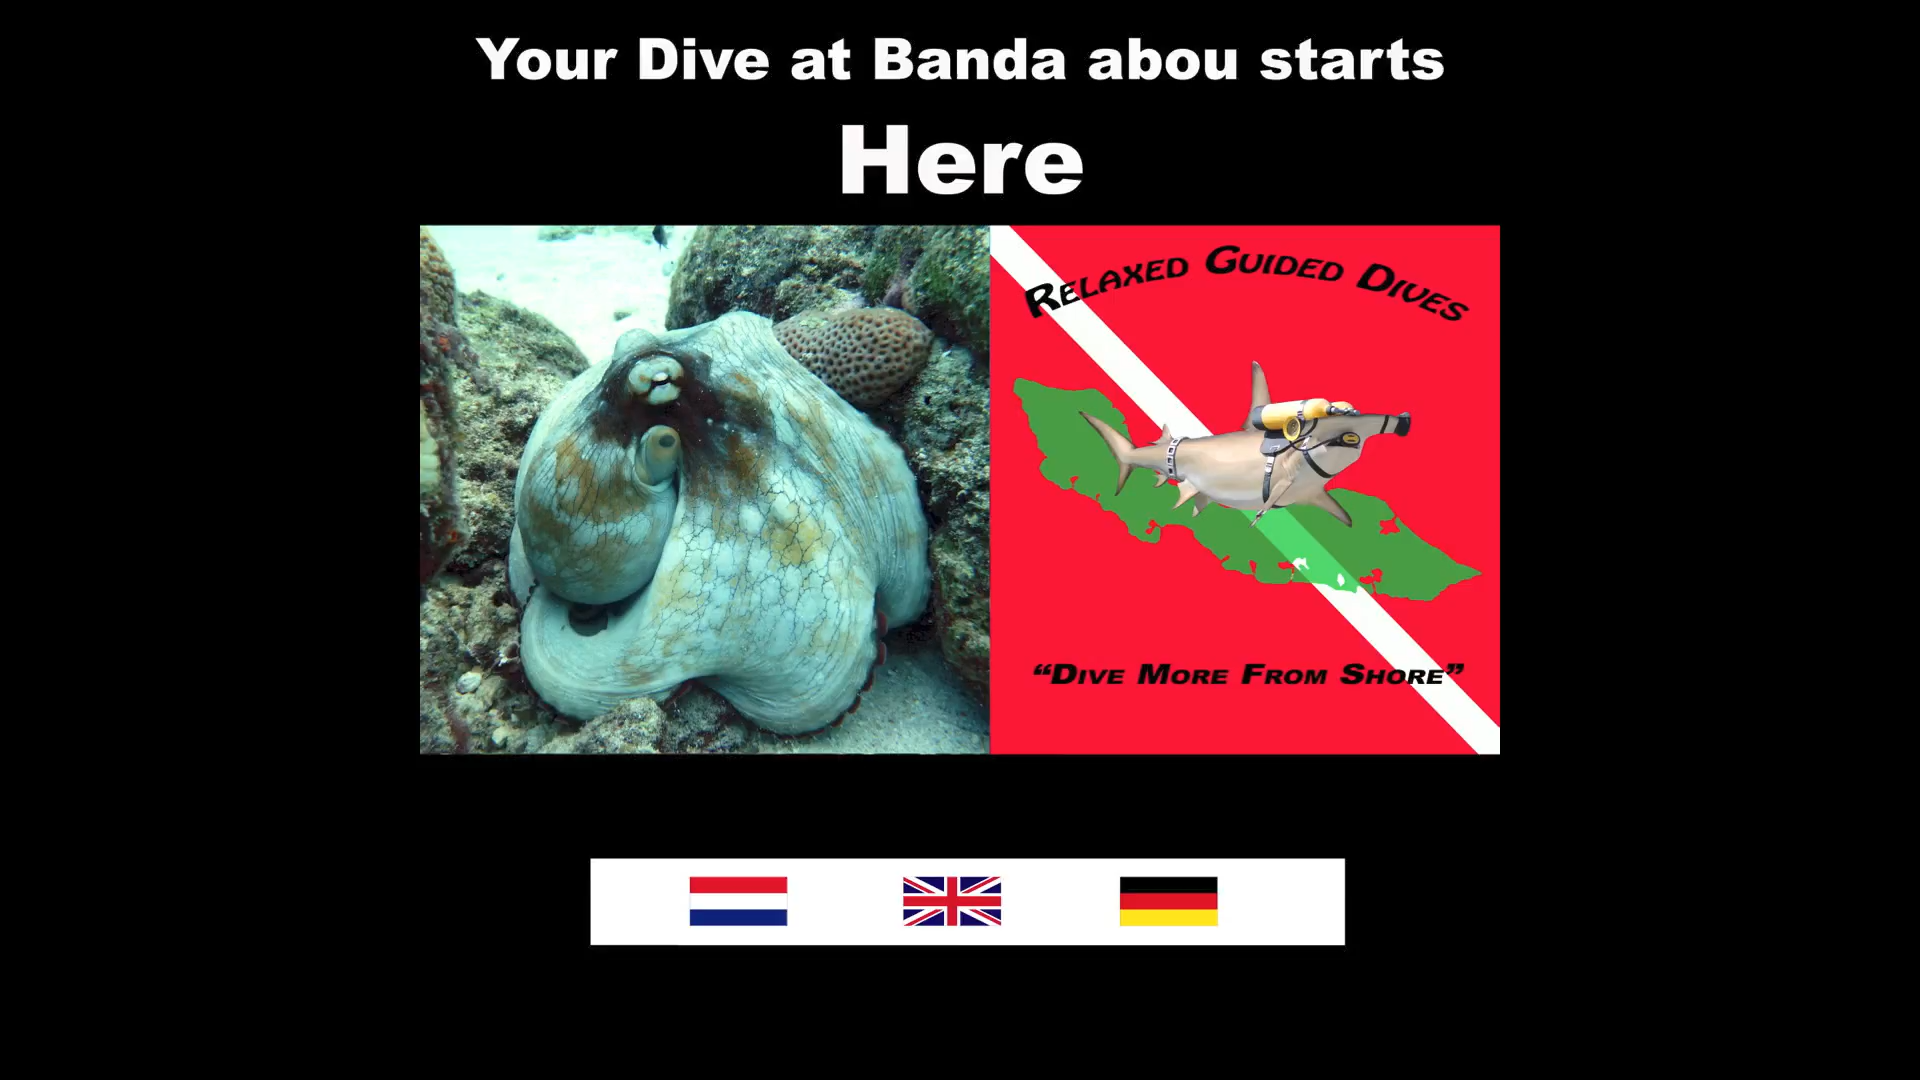 Your Dive at Banda abou starts
Here
Relaxed Guided Dives
“Dive More From Shore”